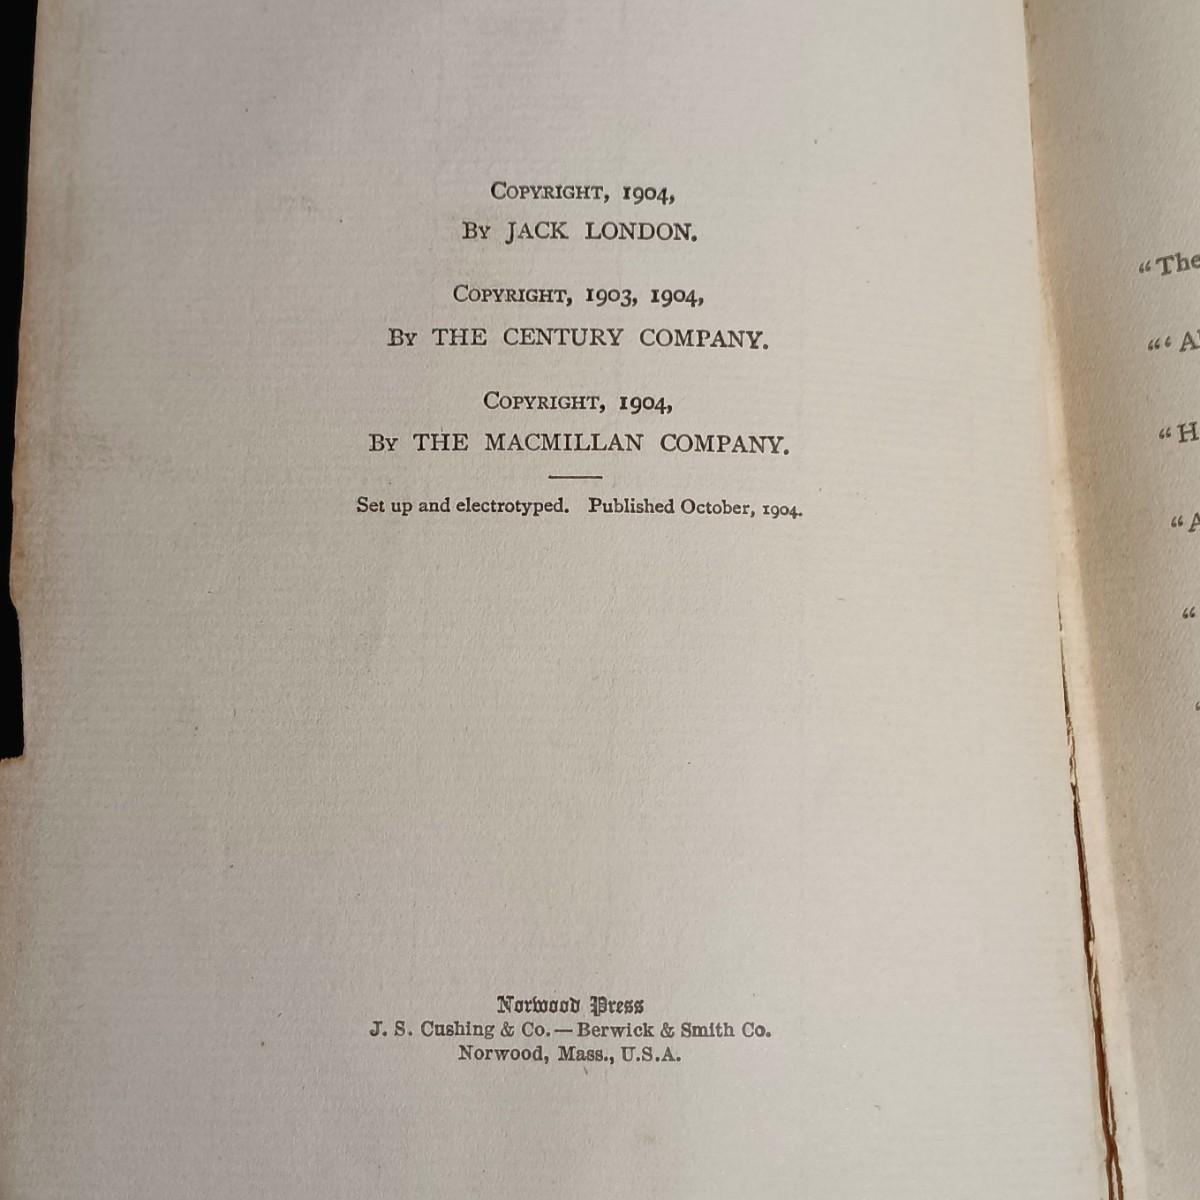 COPYRIGHT, 1904,
BY JACK LONDON.
COPYRIGHT, 1903, 1904,
BY THE CENTURY COMPANY.
COPYRIGHT, 1904,
BY THE MACMILLAN COMPANY.
Set up and electrotyped. Published October, 1904.
Norwood Press
J. S. Cushing & Co. — Berwick & Smith Co.
Norwood, Mass., U.S.A.
“The